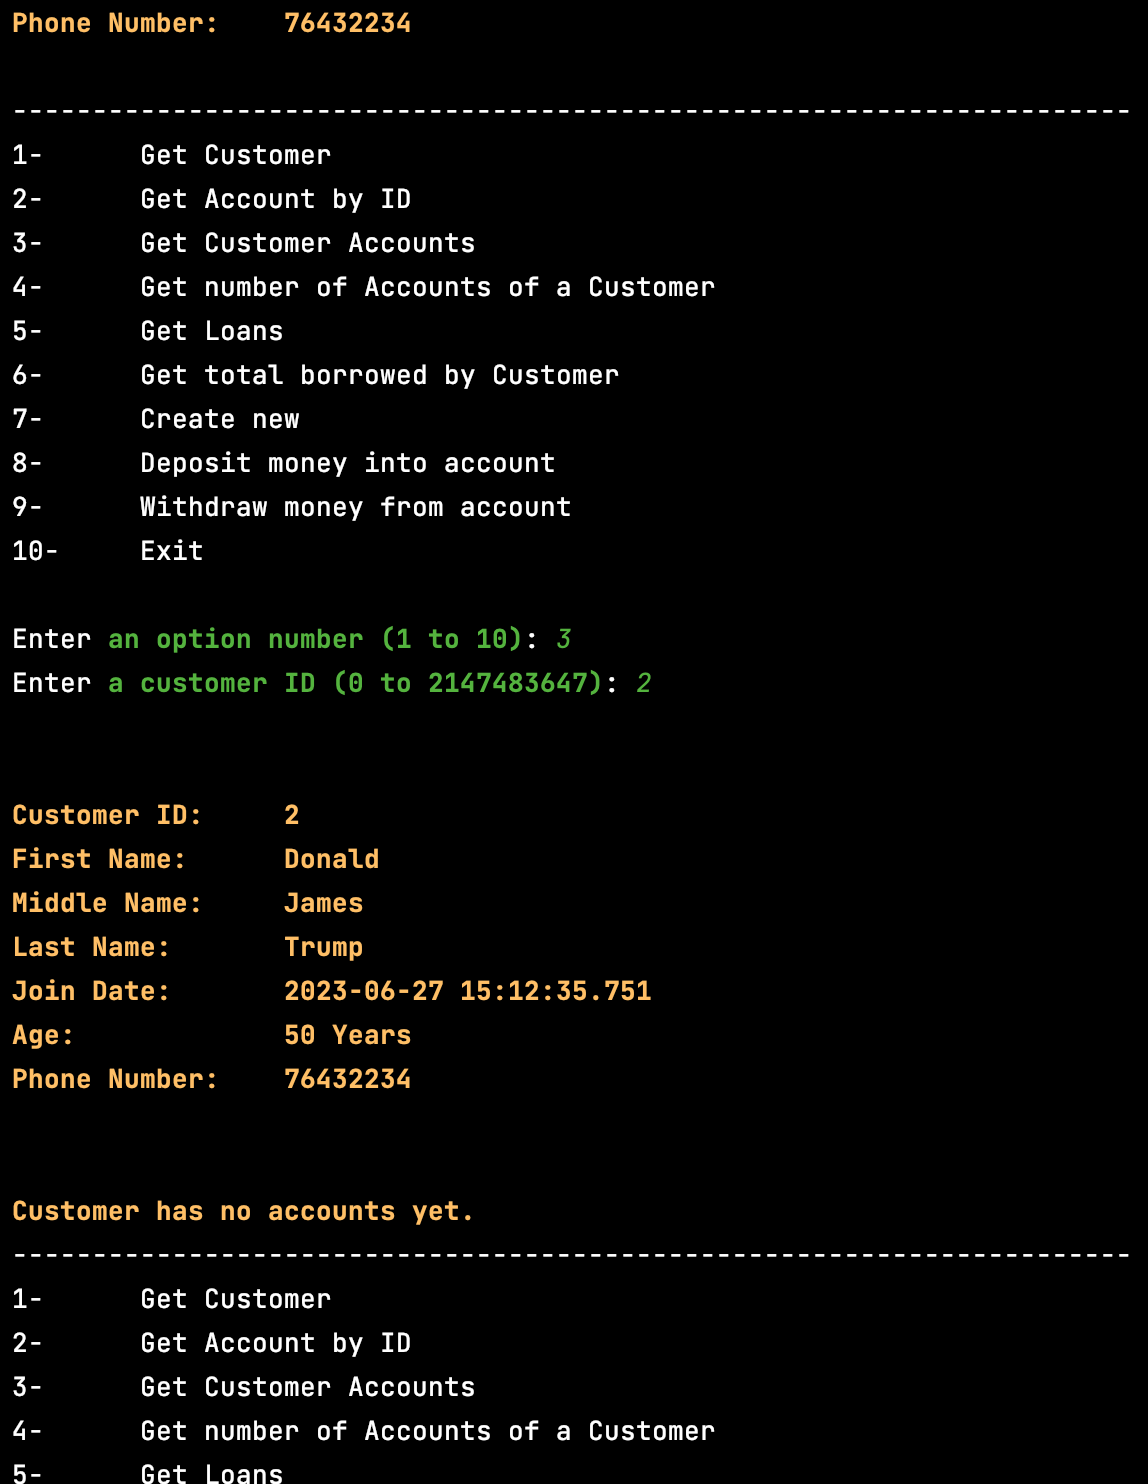 Phone Number:    76432234
----------------------------------------------------------------------
1-      Get Customer
2-      Get Account by ID
3-      Get Customer Accounts
4-      Get number of Accounts of a Customer
5-      Get Loans
6-      Get total borrowed by Customer
7-      Create new
8-      Deposit money into account
9-      Withdraw money from account
10-     Exit
Enter an option number (1 to 10): 3
Enter a customer ID (0 to 2147483647): 2
Customer ID:     2
First Name:      Donald
Middle Name:     James
Last Name:       Trump
Join Date:       2023-06-27 15:12:35.751
Age:             50 Years
Phone Number:    76432234
Customer has no accounts yet.
----------------------------------------------------------------------
1-      Get Customer
2-      Get Account by ID
3-      Get Customer Accounts
4-      Get number of Accounts of a Customer
5-      Get Loans